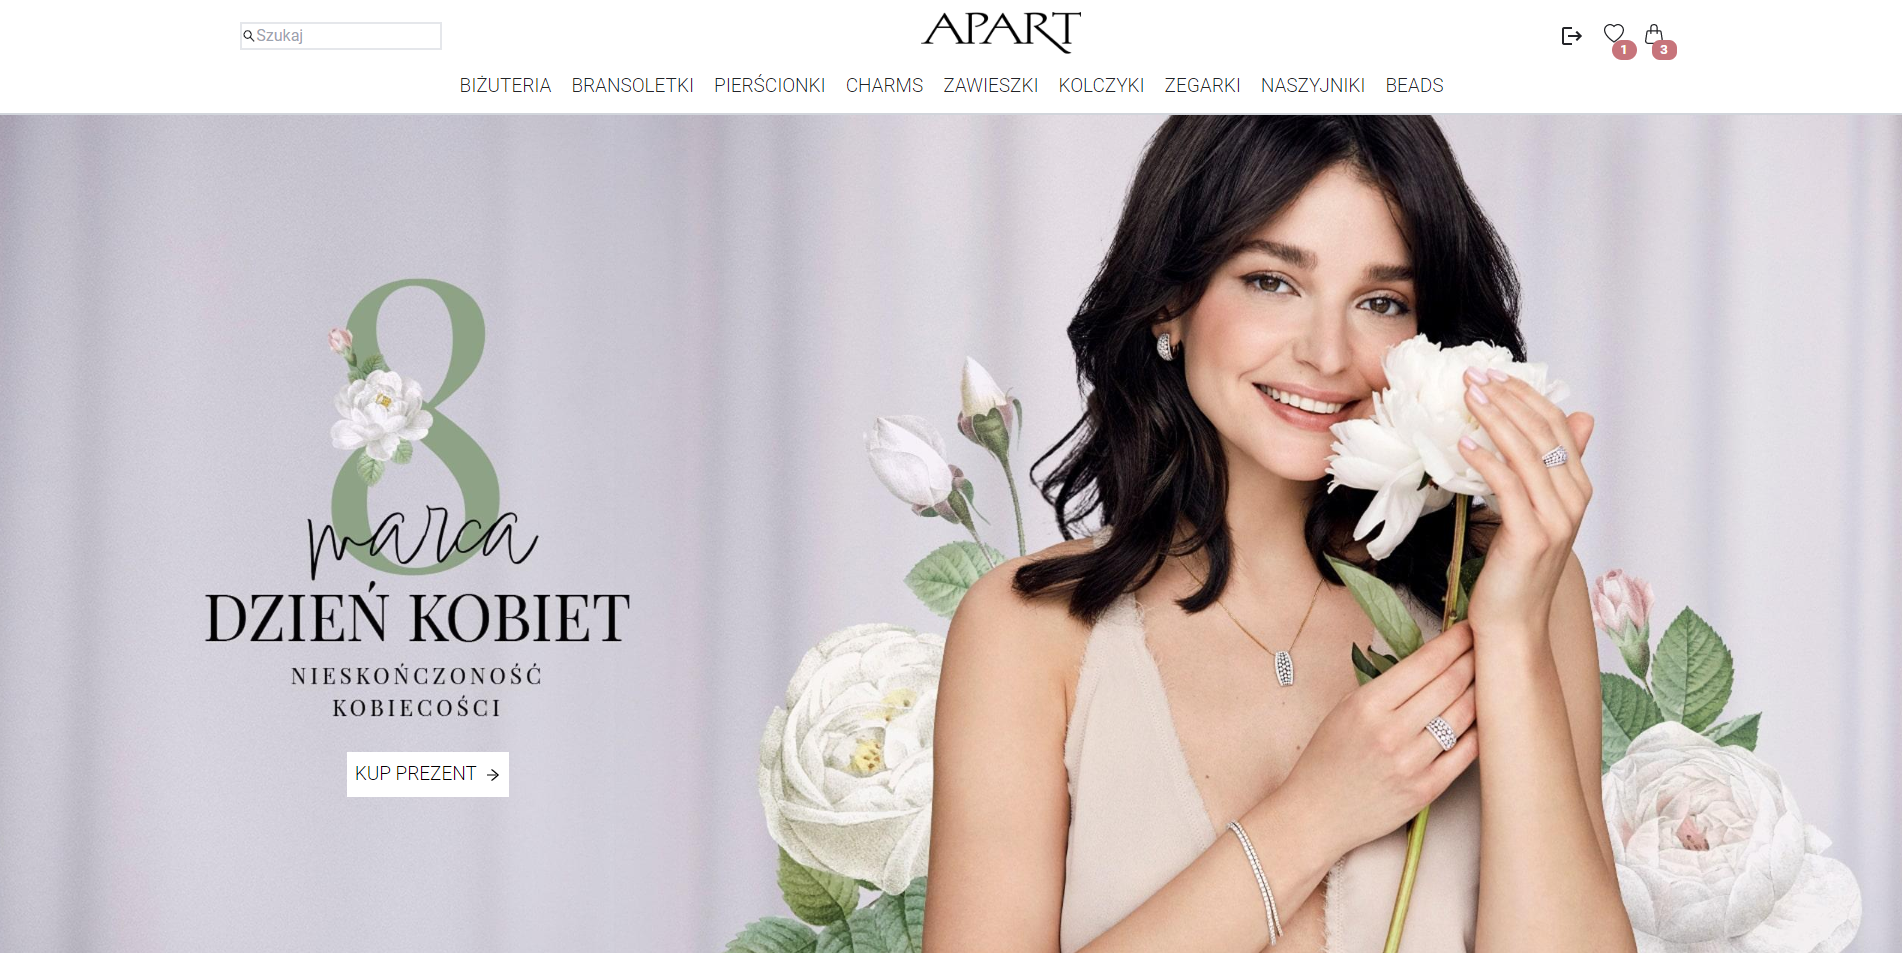 Szukaj
APART
1
3
BIŻUTERIA BRANSOLETKI PIERŚCIONKI CHARMS ZAWIESZKI KOLCZYKI ZEGARKI NASZYJNIKI BEADS
8
marca
DZIEŃ KOBIET
NIESKOŃCZONOŚĆ
KOBIECOŚCI
KUP PREZENT